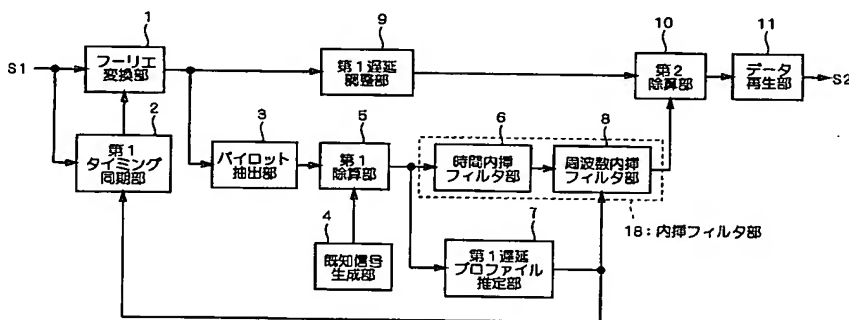 1
9
10
11
S1
フーリエ
変換部
第1遅延
調整部
第2
除算部
データ
再生部
S2
2
3
5
6
8
第1
タイミング
同期部
パイロット
抽出部
第1
除算部
時間内挿
フィルタ部
周波数内挿
フィルタ部
18:内挿フィルタ部
4
既知信号
生成部
7
第1遅延
プロファイル
推定部